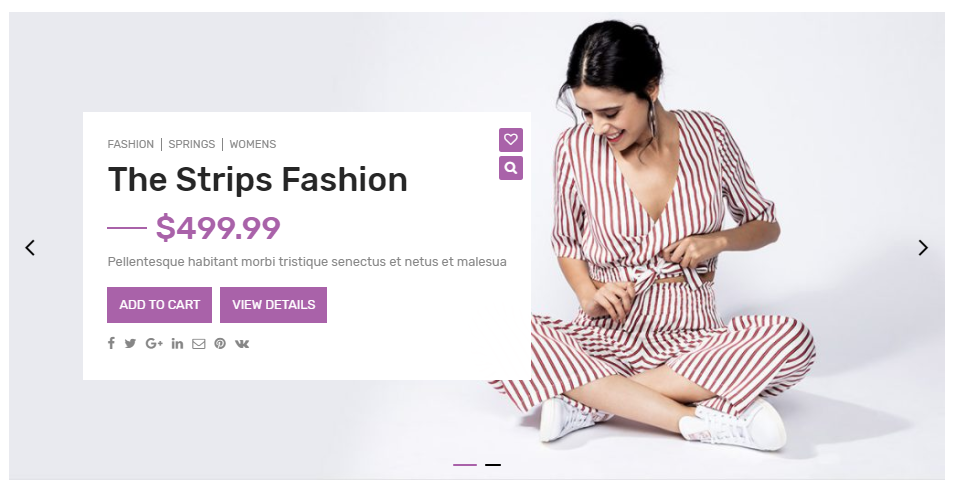 FASHION | SPRINGS | WOMENS
The Strips Fashion
$499.99
Pellentesque habitant morbi tristique senectus et netus et malesua
ADD TO CART VIEW DETAILS